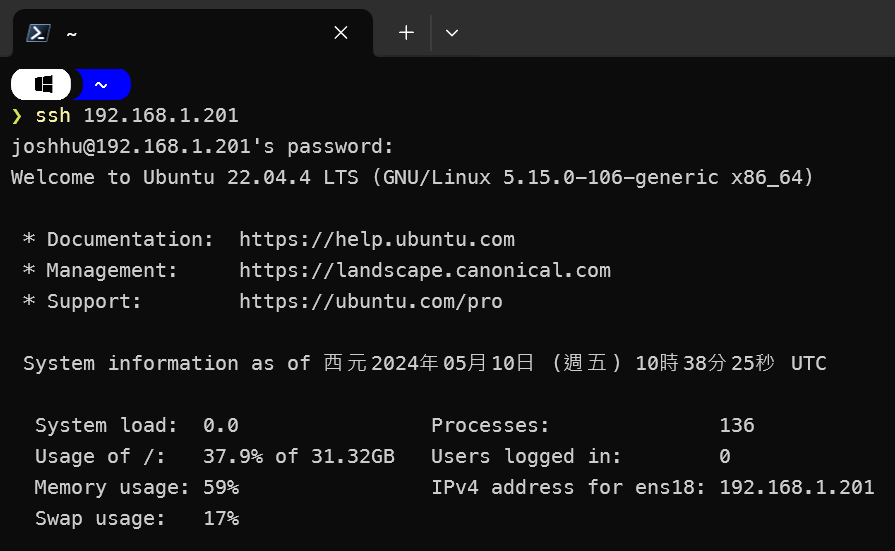 ~
~
❯ ssh 192.168.1.201
joshhu@192.168.1.201's password:
Welcome to Ubuntu 22.04.4 LTS (GNU/Linux 5.15.0-106-generic x86_64)
* Documentation:  https://help.ubuntu.com
* Management:     https://landscape.canonical.com
* Support:        https://ubuntu.com/pro
System information as of 西元2024年05月10日 (週五) 10時38分25秒 UTC
System load:  0.0                Processes:              136
Usage of /:   37.9% of 31.32GB   Users logged in:        0
Memory usage: 59%                IPv4 address for ens18: 192.168.1.201
Swap usage:   17%